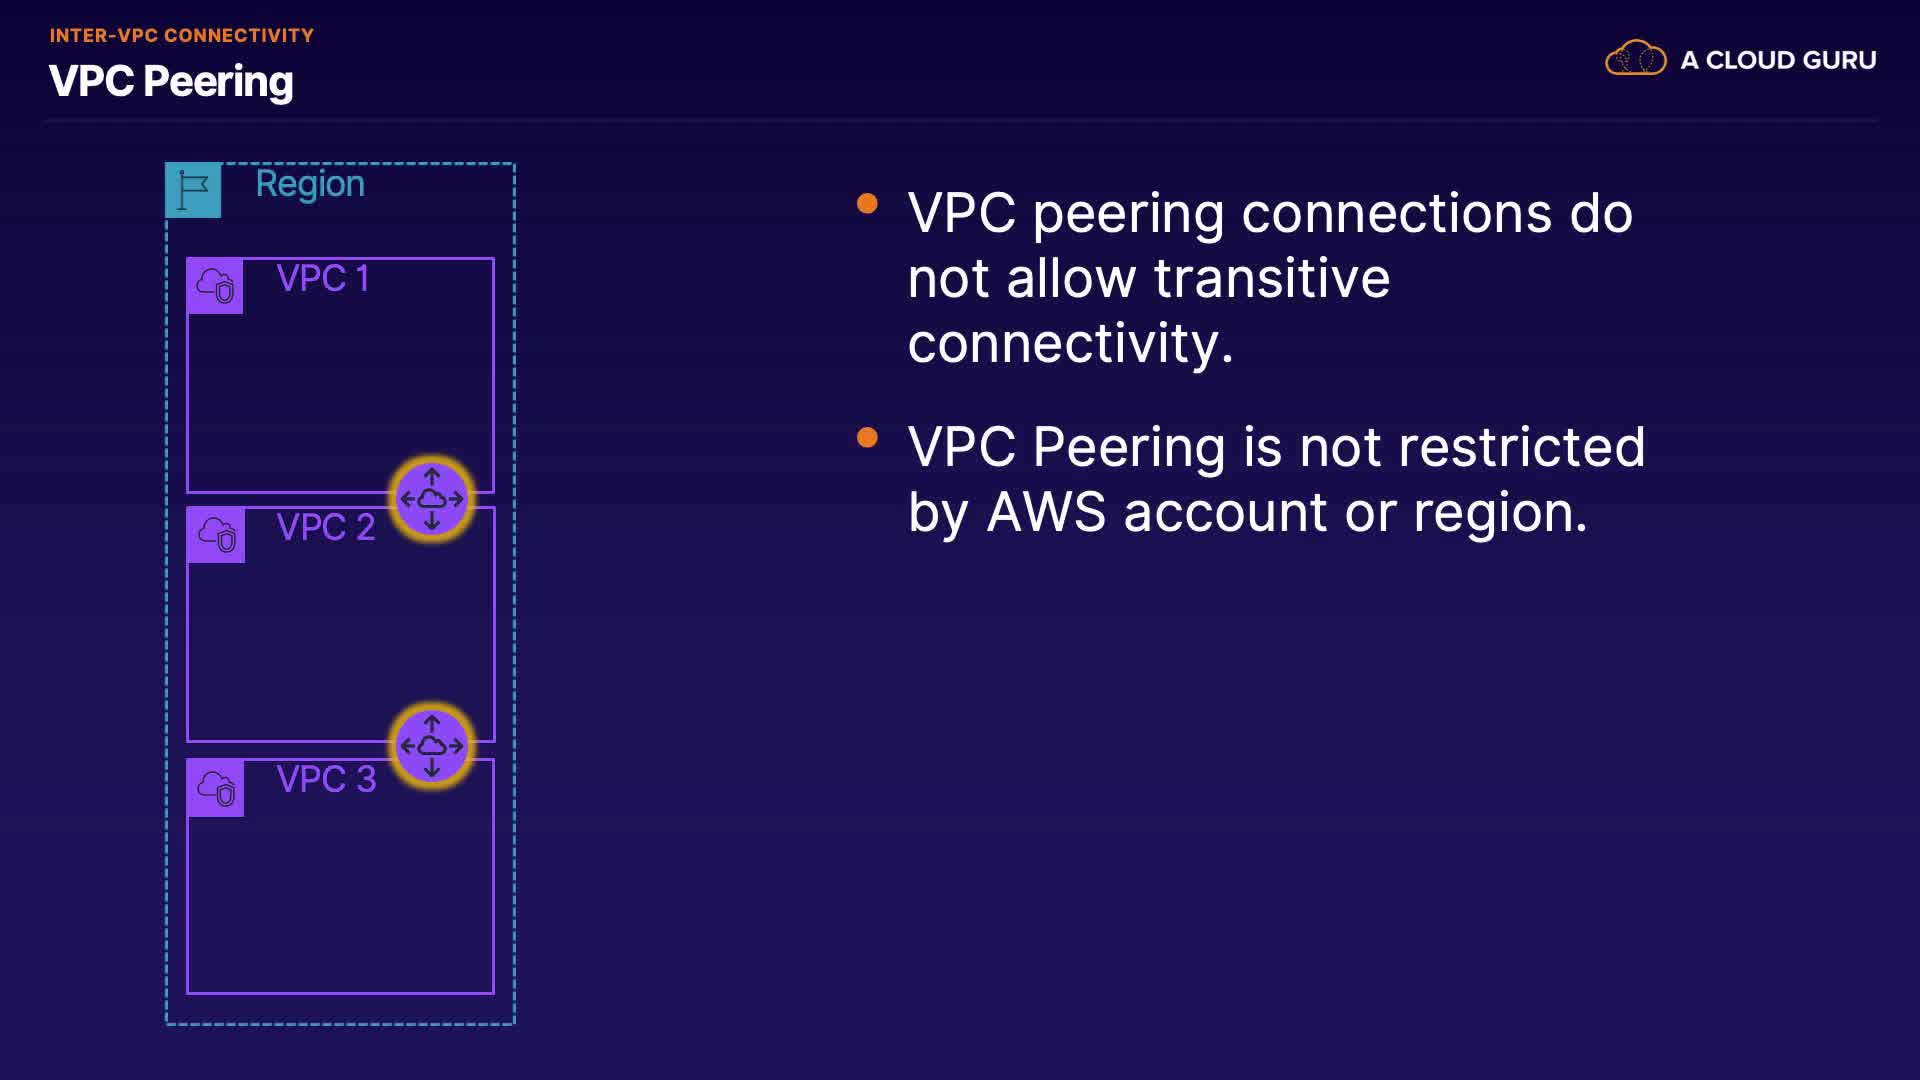 INTER-VPC CONNECTIVITY
VPC Peering
A CLOUD GURU
Region
VPC 1
VPC 2
VPC 3
VPC peering connections do
not allow transitive
connectivity.
VPC Peering is not restricted
by AWS account or region.